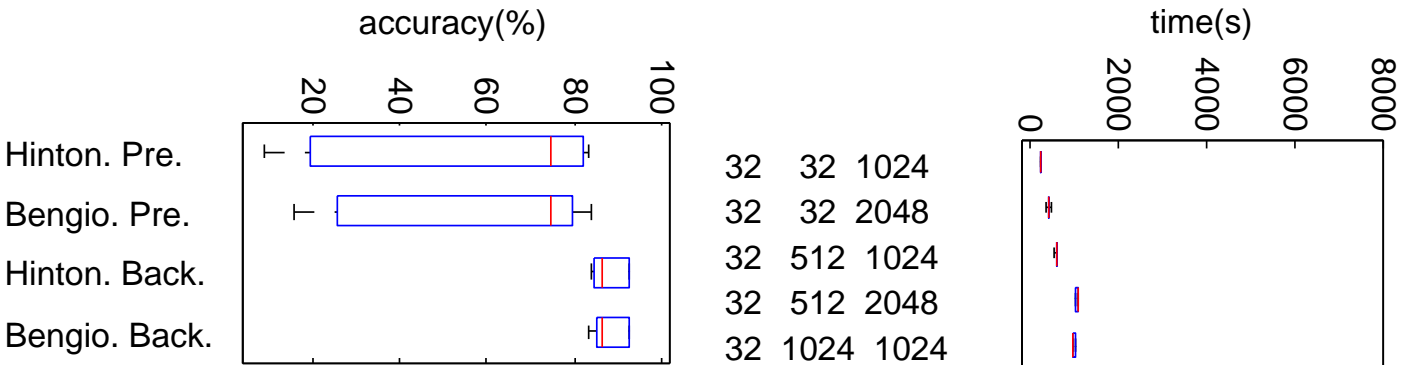 accuracy(%)
20 40 60 80 100
Hinton. Pre.
Bengio. Pre.
Hinton. Back.
Bengio. Back.
time(s)
0 2000 4000 6000 8000
32 32 1024
32 32 2048
32 512 1024
32 512 2048
32 1024 1024